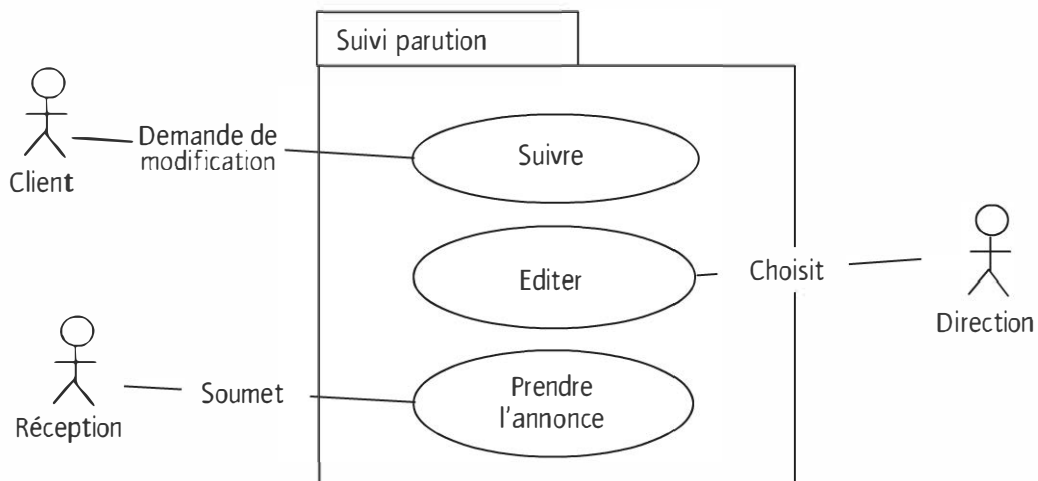 Suivi parution
Demande de
modification
Client
Suivre
Editer
Choisit
Direction
Réception
Soumet
Prendre
l'annonce